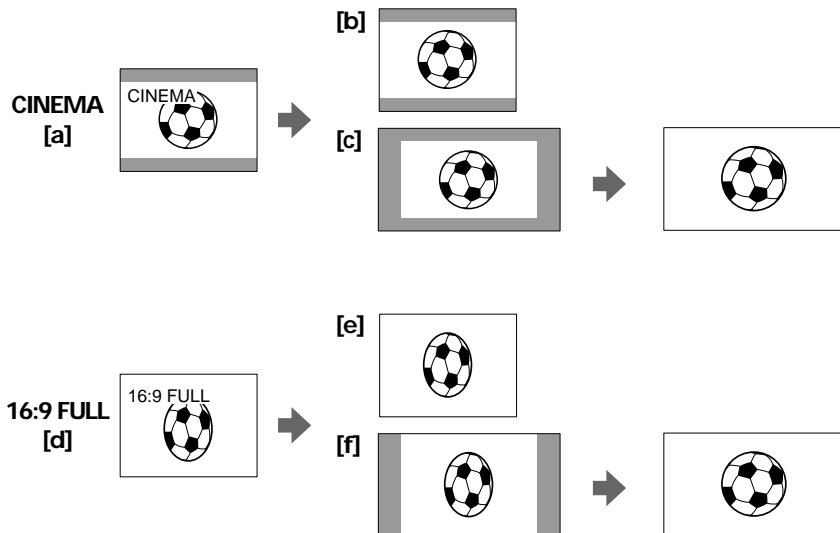 [b]
CINEMA
[a]
CINEMA
[c]
[e]
16:9 FULL
[d]
16:9 FULL
[f]